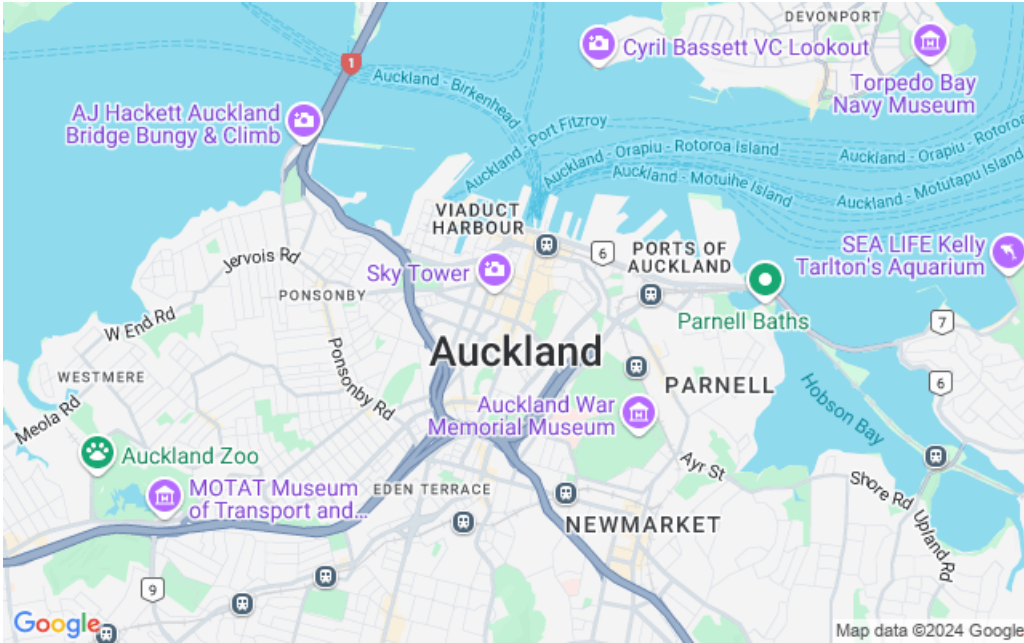 DEVONPORT
Cyril Bassett VC Lookout
Torpedo Bay
Navy Museum
1
Auckland - Birkenhead
AJ Hackett Auckland
Bridge Bungy & Climb
Auckland - Port Fitzroy
Auckland - Orapiu - Rotoroa Island
Auckland - Orapiu - Rotoroa
Auckland - Motuihe Island
Auckland - Motutapu Island
VIADUCT
HARBOUR
6
PORTS OF
AUCKLAND
SEA LIFE Kelly
Tarlton's Aquarium
Jervois Rd
Sky Tower
PONSONBY
Parnell Baths
7
W End Rd
Auckland
WESTMERE
Ponsonby Rd
PARNELL
6
Hobson Bay
Meola Rd
Auckland War
Memorial Museum
Auckland Zoo
Ayr St
MOTAT Museum
of Transport and...
EDEN TERRACE
Shore Rd
NEWMARKET
Upland Rd
9
Google
Map data ©2024 Google